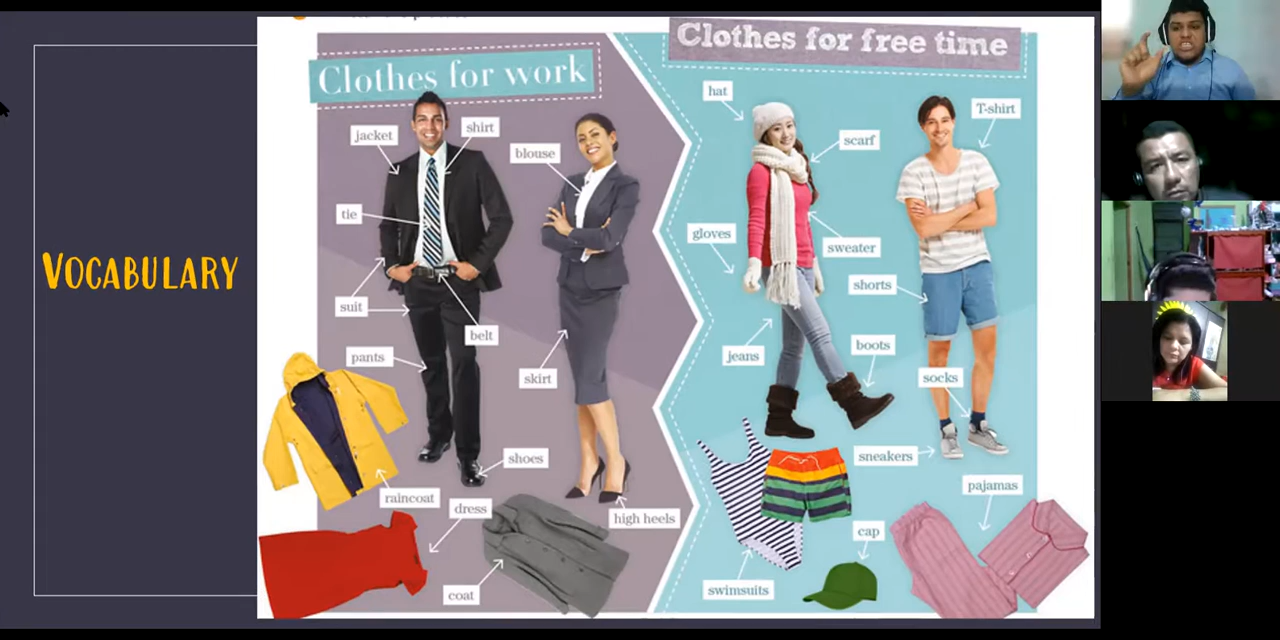 VOCABULARY
Clothes for work
jacket
shirt
blouse
tie
suit
belt
pants
skirt
shoes
raincoat
dress
high heels
coat
Clothes for free time
hat
T-shirt
scarf
gloves
sweater
shorts
jeans
boots
socks
sneakers
pajamas
cap
swimsuits